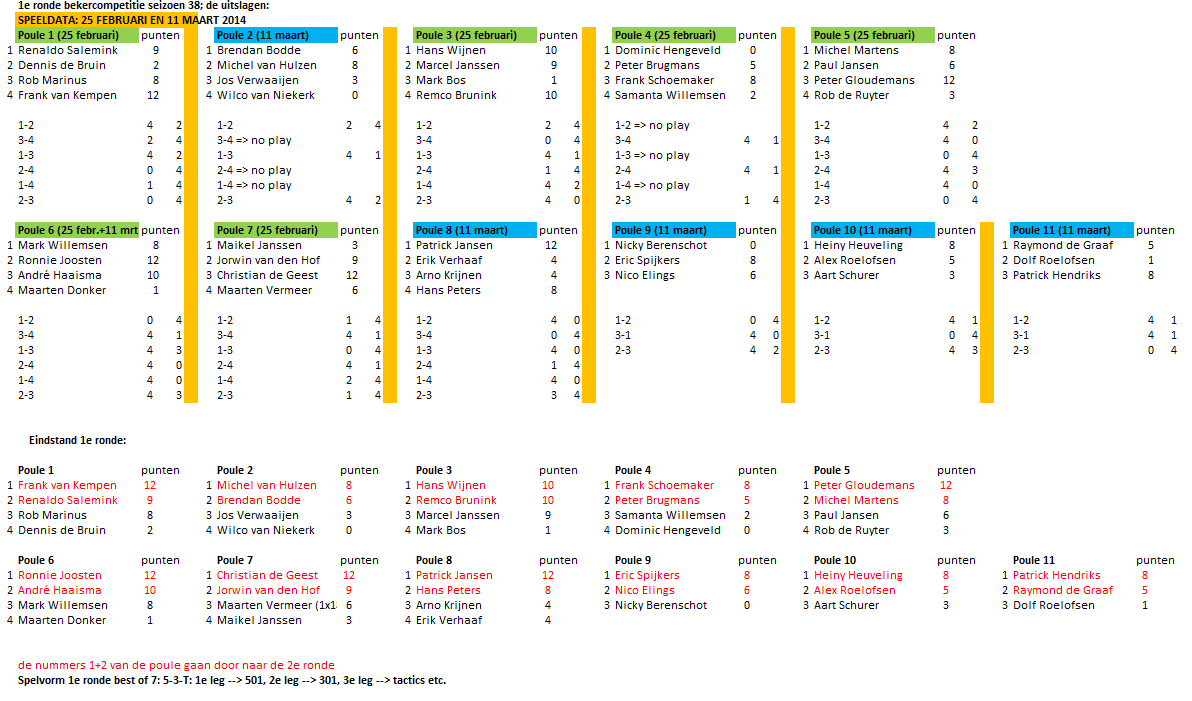 1e ronde bekercompetitie seizoen 38; de uitslagen:
SPEELDATA: 25 FEBRUARI EN 11 MAART 2014
Poule 1 (25 februari) punten Poule 2 (11 maart) punten Poule 3 (25 februari) punten Poule 4 (25 februari) punten Poule 5 (25 februari) punten
1 Renaldo Salemink 9 1 Brendan Bodde 6 1 Hans Wijnen 10 1 Dominic Hengeveld 0 1 Michel Martens 8
2 Dennis de Bruin 2 2 Michel van Hulzen 8 2 Marcel Janssen 9 2 Peter Brugmans 5 2 Paul Jansen 6
3 Rob Marinus 8 3 Jos Verwaaijen 3 3 Mark Bos 1 3 Frank Schoemaker 8 3 Peter Gloudemans 12
4 Frank van Kempen 12 4 Wilco van Niekerk 0 4 Remco Brunink 10 4 Samanta Willemsen 2 4 Rob de Ruyter 3
1-2 4 2 1-2 2 4 1-2 2 4 1-2 => no play 1-2 4 2
3-4 2 4 3-4 => no play 3-4 0 4 3-4 4 1 3-4 4 0
1-3 4 2 1-3 4 1 1-3 4 1 1-3 => no play 1-3 0 4
2-4 0 4 2-4 => no play 2-4 1 4 2-4 4 1 2-4 4 3
1-4 1 4 1-4 => no play 1-4 4 2 1-4 => no play 1-4 4 0
2-3 0 4 2-3 4 2 2-3 4 0 2-3 1 4 2-3 0 4
Poule 6 (25 febr.+11 mrt punten Poule 7 (25 februari) punten Poule 8 (11 maart) punten Poule 9 (11 maart) punten Poule 10 (11 maart) punten Poule 11 (11 maart) punten
1 Mark Willemsen 8 1 Maikel Janssen 3 1 Patrick Jansen 12 1 Nicky Berenschot 0 1 Heiny Heuveling 8 1 Raymond de Graaf 5
2 Ronnie Joosten 12 2 Jorwin van den Hof 9 2 Erik Verhaaf 4 2 Eric Spijkers 8 2 Alex Roelofsen 5 2 Dolf Roelofsen 1
3 André Haaisma 10 3 Christian de Geest 12 3 Arno Krijnen 4 3 Nico Elings 6 3 Aart Schurer 3 3 Patrick Hendriks 8
4 Maarten Donker 1 4 Maarten Vermeer 6 4 Hans Peters 8
1-2 0 4 1-2 1 4 1-2 4 0 1-2 0 4 1-2 4 1 1-2 4 1
3-4 4 1 3-4 4 1 3-4 0 4 3-1 4 0 3-1 0 4 3-1 4 1
1-3 4 3 1-3 0 4 1-3 4 0 2-3 4 2 2-3 4 3 2-3 0 4
2-4 4 0 2-4 4 1 2-4 1 4
1-4 4 0 1-4 2 4 1-4 4 0
2-3 4 3 2-3 1 4 2-3 3 4
Eindstand 1e ronde:
Poule 1 punten Poule 2 punten Poule 3 punten Poule 4 punten Poule 5 punten
1 Frank van Kempen 12 1 Michel van Hulzen 8 1 Hans Wijnen 10 1 Frank Schoemaker 8 1 Peter Gloudemans 12
2 Renaldo Salemink 9 2 Brendan Bodde 6 2 Remco Brunink 10 2 Peter Brugmans 5 2 Michel Martens 8
3 Rob Marinus 8 3 Jos Verwaaijen 3 3 Marcel Janssen 9 3 Samanta Willemsen 2 3 Paul Jansen 6
4 Dennis de Bruin 2 4 Wilco van Niekerk 0 4 Mark Bos 1 4 Dominic Hengeveld 0 4 Rob de Ruyter 3
Poule 6 punten Poule 7 punten Poule 8 punten Poule 9 punten Poule 10 punten Poule 11 punten
1 Ronnie Joosten 12 1 Christian de Geest 12 1 Patrick Jansen 12 1 Eric Spijkers 8 1 Heiny Heuveling 8 1 Patrick Hendriks 8
2 André Haaisma 10 2 Jorwin van den Hof 9 2 Hans Peters 8 2 Nico Elings 6 2 Alex Roelofsen 5 2 Raymond de Graaf 5
3 Mark Willemsen 8 3 Maarten Vermeer (1x1 6 3 Arno Krijnen 4 3 Nicky Berenschot 0 3 Aart Schurer 3 3 Dolf Roelofsen 1
4 Maarten Donker 1 4 Maikel Janssen 3 4 Erik Verhaaf 4
de nummers 1+2 van de poule gaan door naar de 2e ronde
Spelvorm 1e ronde best of 7: 5-3-T: 1e leg --> 501, 2e leg --> 301, 3e leg --> tactics etc.